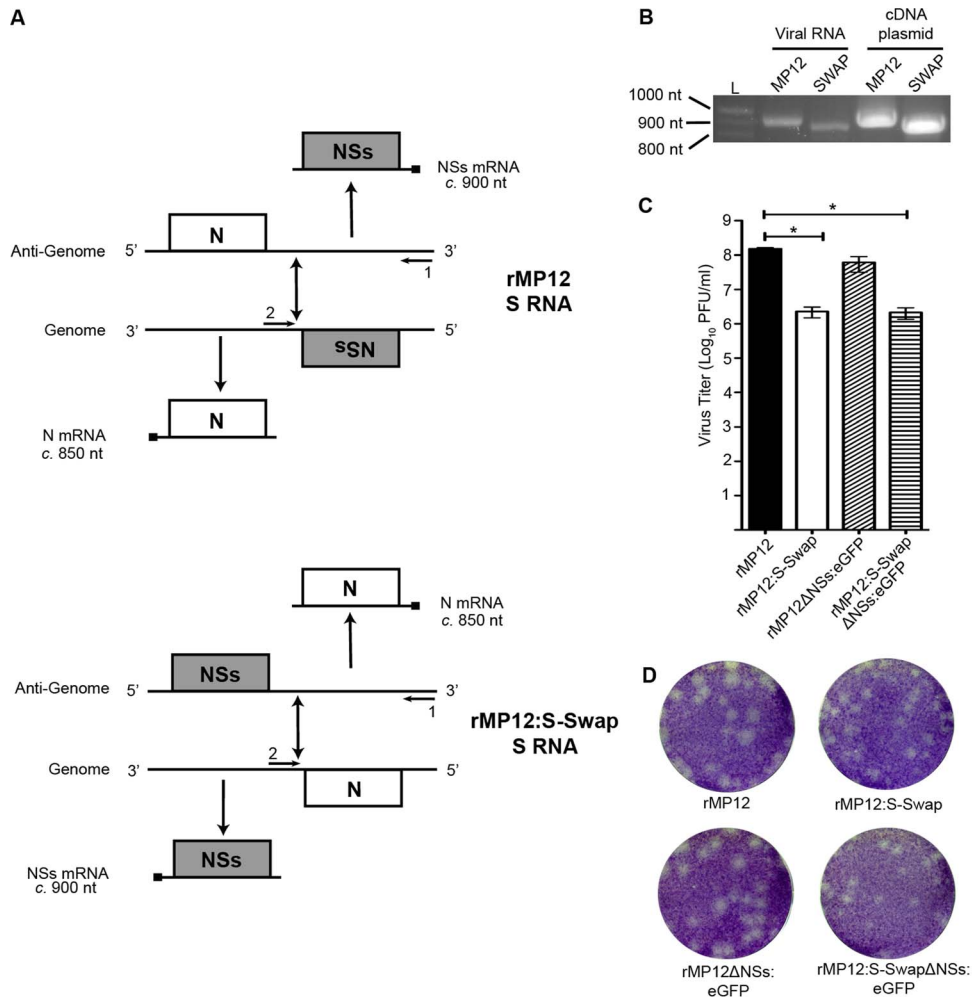 A
NSs
NSs mRNA
c. 900 nt
N
Anti-Genome 5' 3'
1
rMP12
S RNA
2
Genome 3' 5'
NSs
N
N mRNA
c. 850 nt
N
N mRNA
c. 850 nt
NSs
Anti-Genome 5' 3'
1
rMP12:S-Swap
S RNA
2
Genome 3' 5'
N
NSs
NSs mRNA
c. 900 nt
B
cDNA
plasmid
Viral RNA
L MP12 SWAP MP12 SWAP
1000 nt
900 nt
800 nt
C
*
*
Virus Titer (Log10 PFU/ml)
9
8
7
6
5
4
3
2
1
rMP12
rMP12:S-Swap
rMP12ΔNSs:eGFP
rMP12:S-Swap
ΔNSs:eGFP
D
rMP12
rMP12:S-Swap
rMP12ΔNSs:
eGFP
rMP12:S-SwapΔNSs:
eGFP